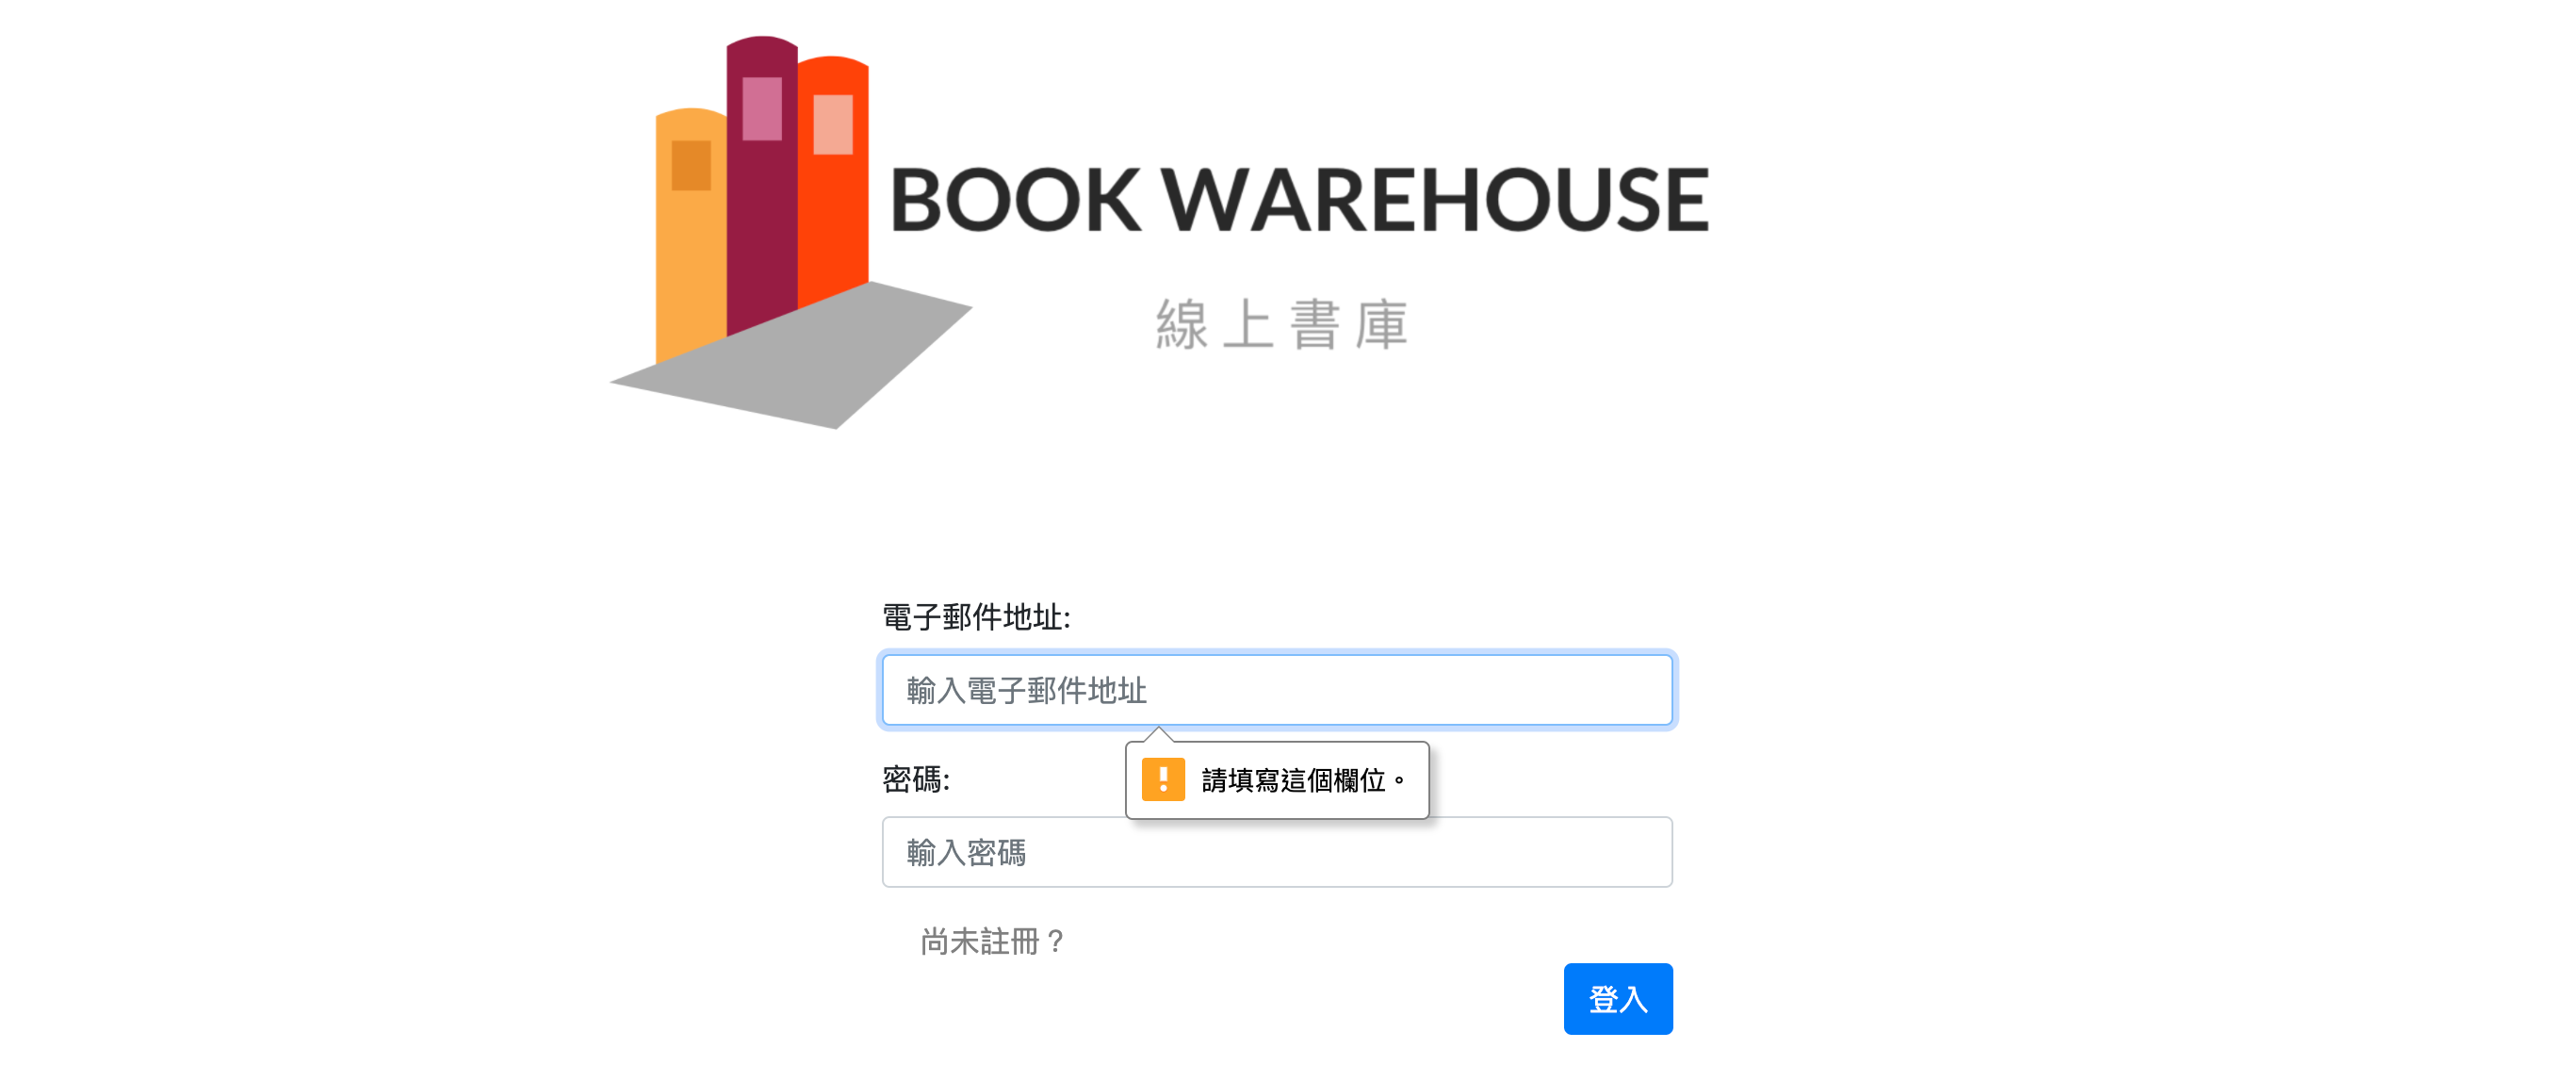 BOOK WAREHOUSE
線上書庫
電子郵件地址:
輸入電子郵件地址
請填寫這個欄位。
密碼:
輸入密碼
尚未註冊？
登入